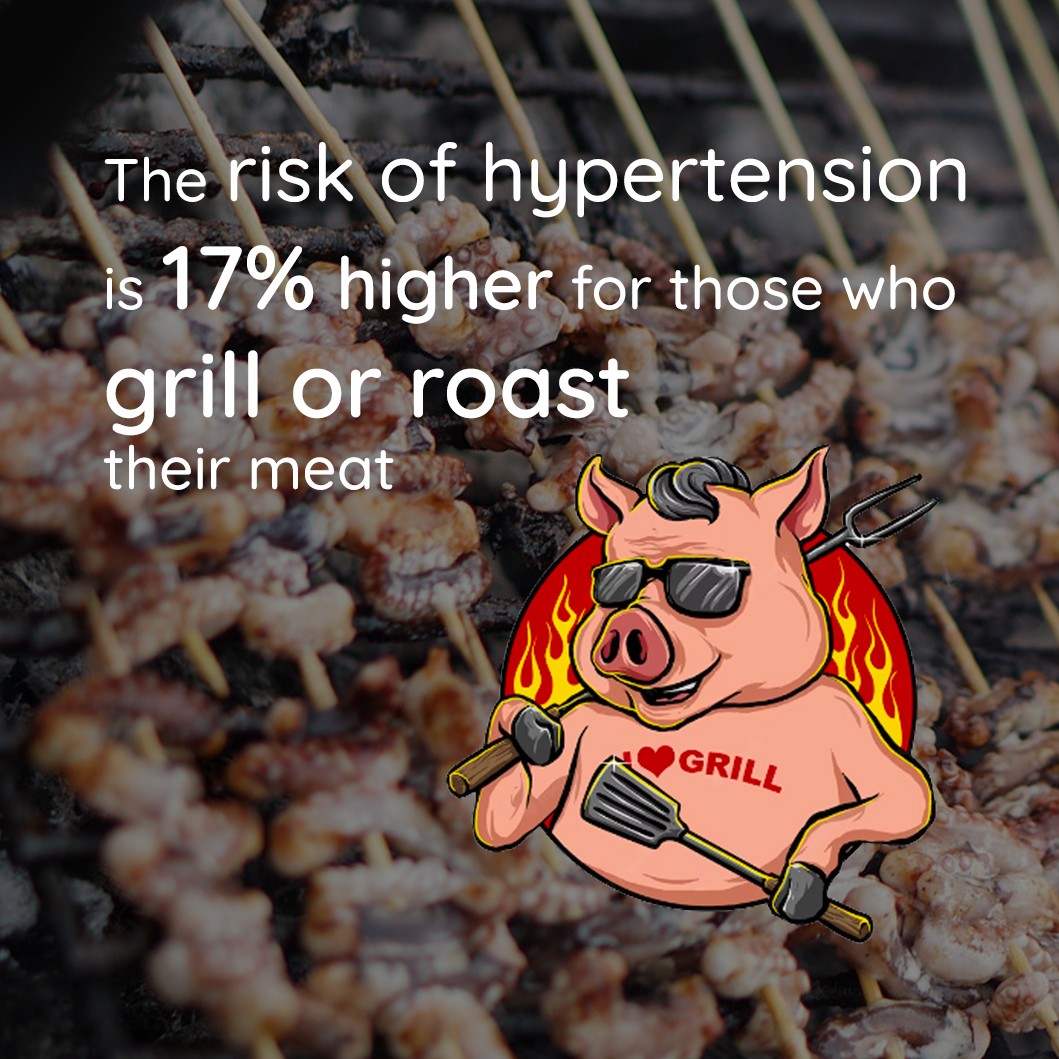 The risk of hypertension
is 17% higher for those who
grill or roast
their meat
I ❤ GRILL